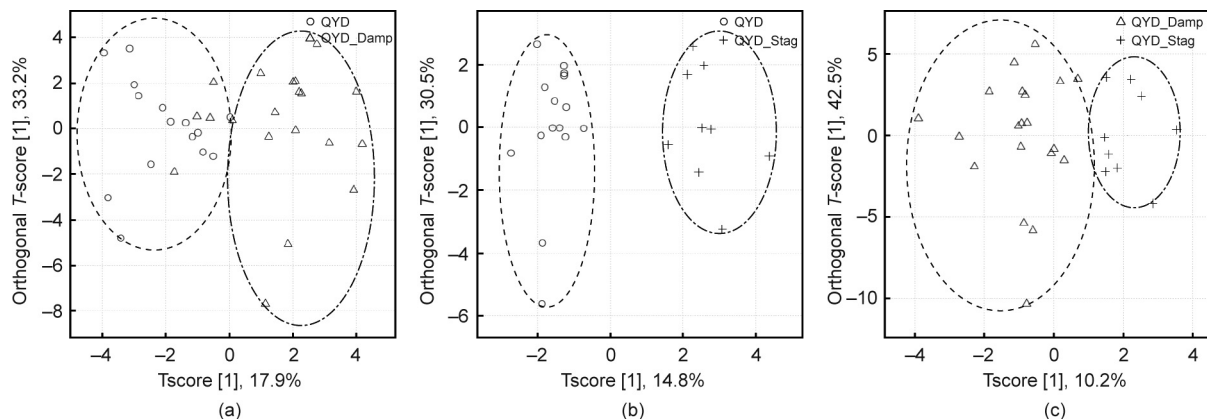 QYD
QYD_Damp
4
2
0
−2
−4
−6
−8
Orthogonal T-score [1], 33.2%
−4
−2
0
2
4
Tscore [1], 17.9%
(a)
QYD
QYD_Stag
2
0
−2
−4
−6
Orthogonal T-score [1], 30.5%
−2
0
2
4
Tscore [1], 14.8%
(b)
QYD_Damp
QYD_Stag
5
0
−5
−10
Orthogonal T-score [1], 42.5%
−4
−2
0
2
4
Tscore [1], 10.2%
(c)